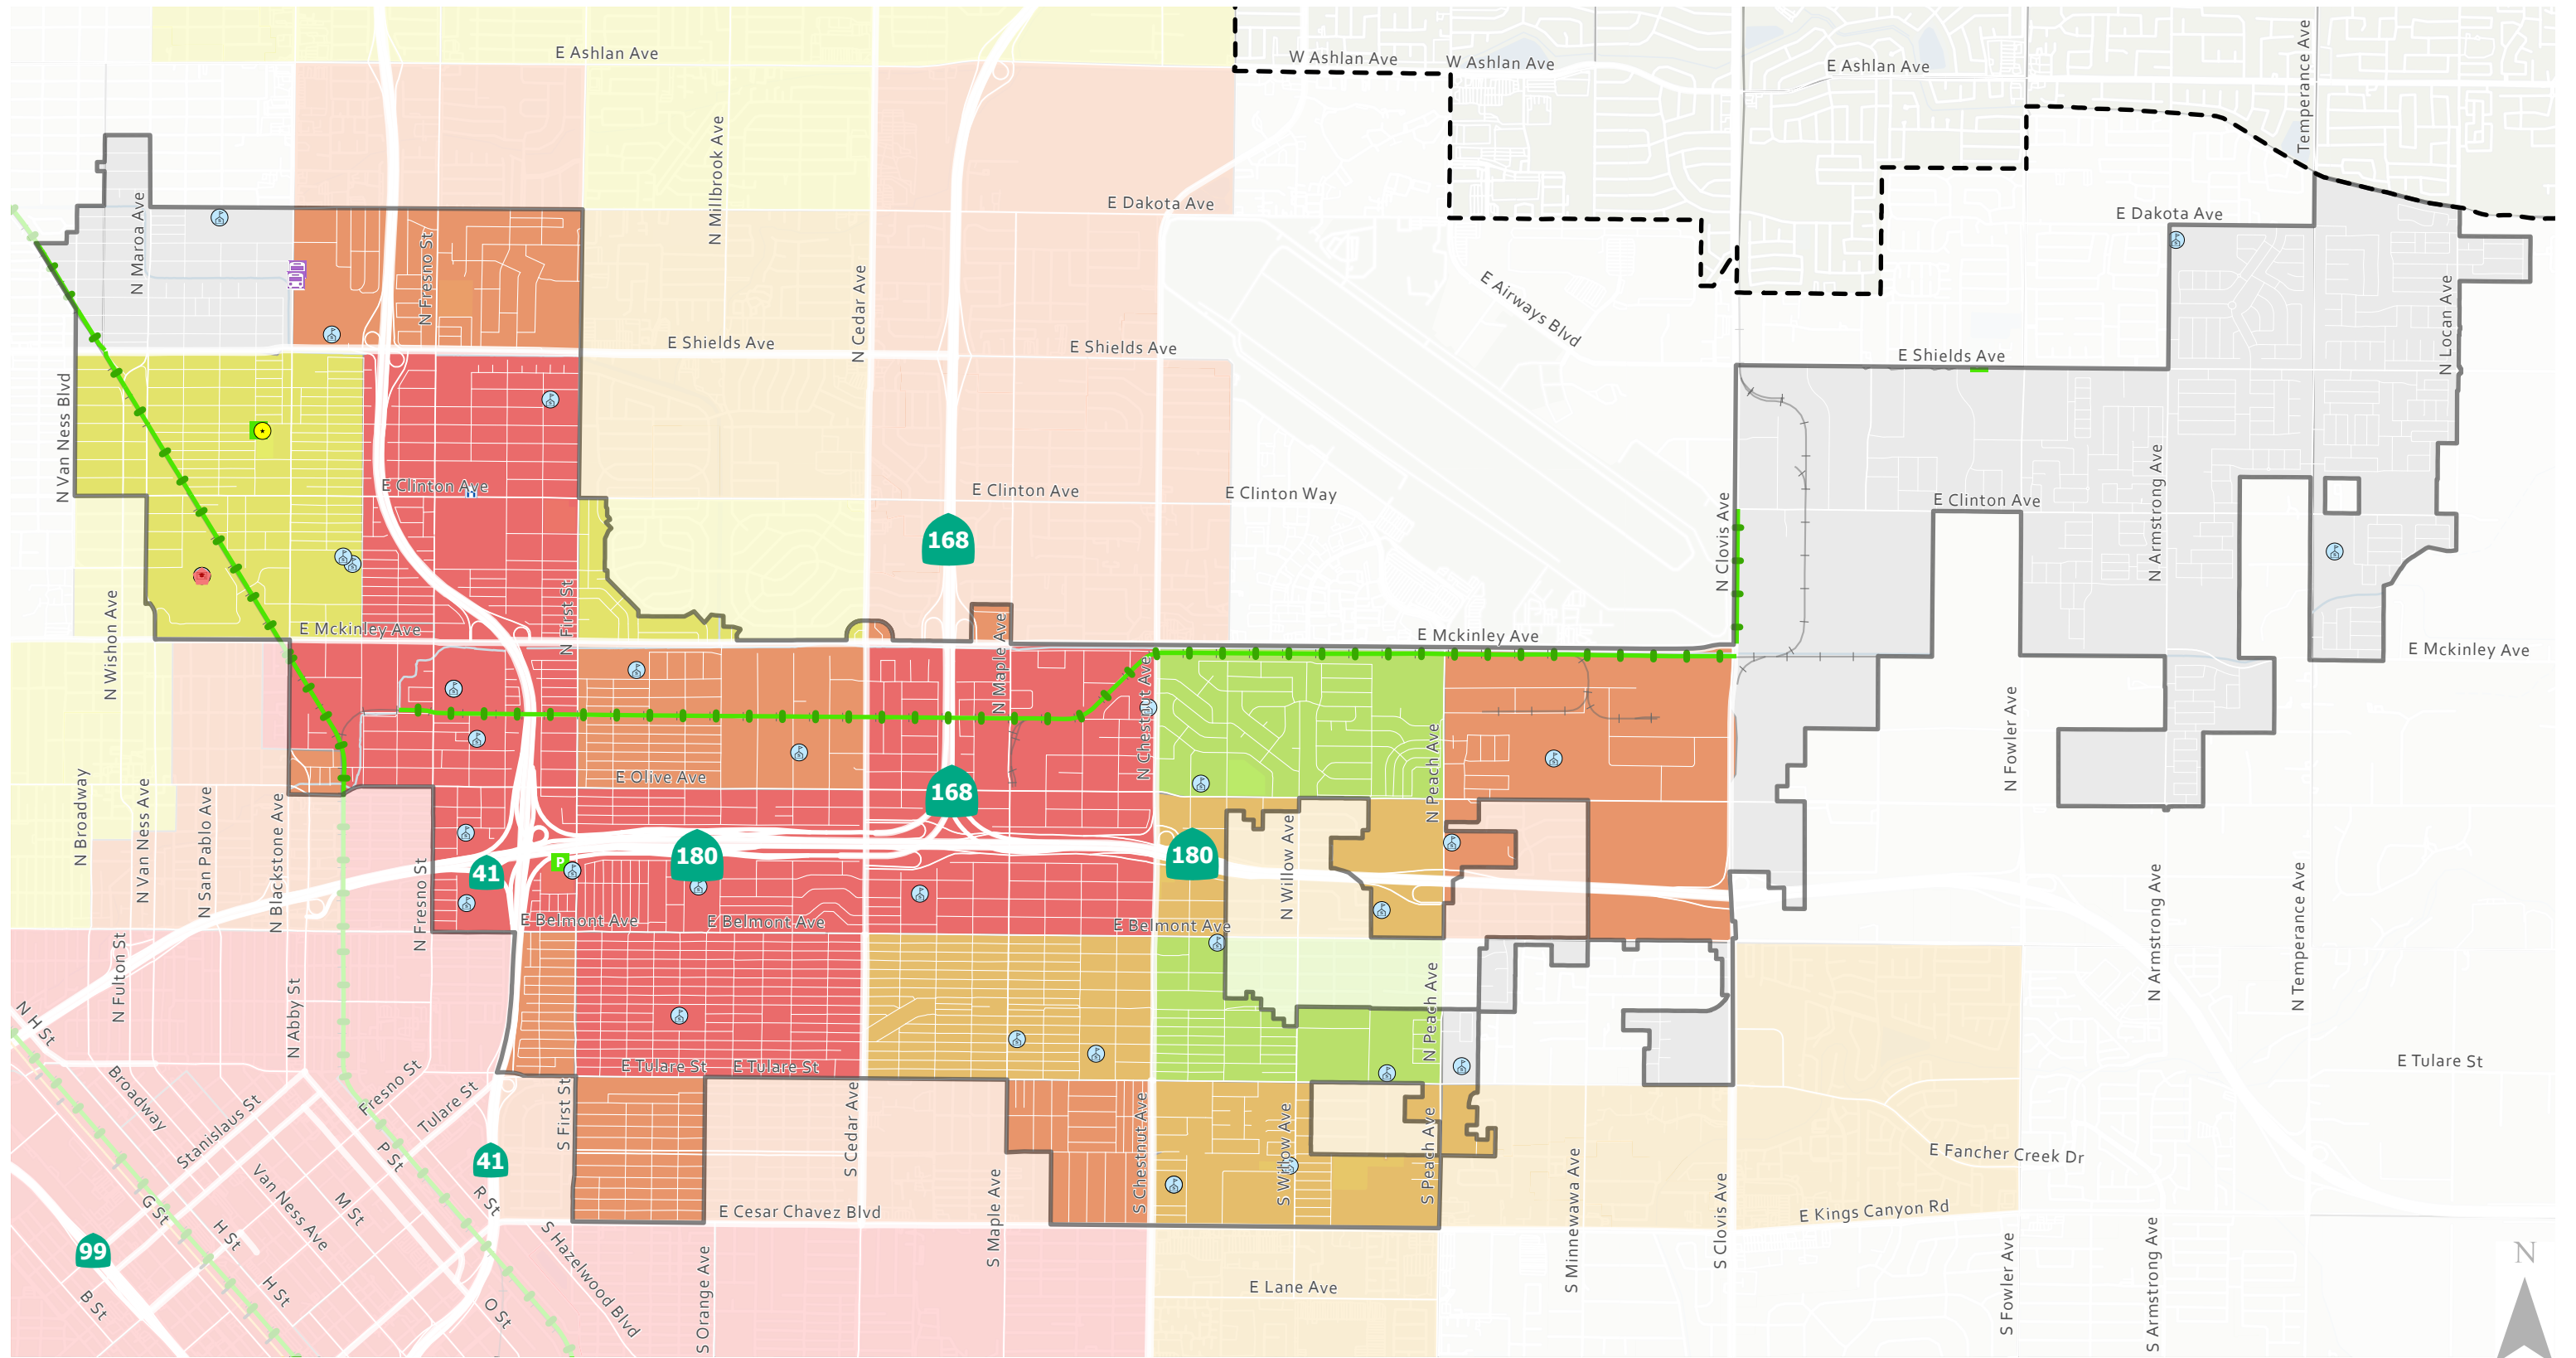 E Ashlan Ave
W Ashlan Ave
W Ashlan Ave
E Ashlan Ave
Temperance Ave
N Millbrook Ave
N Maroa Ave
E Dakota Ave
E Dakota Ave
N Fresno St
N Cedar Ave
E Airways Blvd
N Locan Ave
E Shields Ave
E Shields Ave
E Shields Ave
N Van Ness Blvd
E Clinton Ave
E Clinton Ave
E Clinton Way
E Clinton Ave
N Clovis Ave
N Armstrong Ave
168
N Wishon Ave
E Mckinley Ave
N First St
N Maple Ave
E Mckinley Ave
E Mckinley Ave
N Chestnut Ave
N Peach Ave
N Fowler Ave
E Olive Ave
168
N Broadway
N Van Ness Ave
N San Pablo Ave
N Blackstone Ave
N Fresno St
41
P
180
180
N Willow Ave
N Armstrong Ave
N Temperance Ave
E Belmont Ave
E Belmont Ave
E Belmont Ave
N Fulton St
N Abby St
N Peach Ave
N H St
E Tulare St
E Tulare St
E Tulare St
Broadway
Stanislaus St
Fresno St
Tulare St
S First St
S Cedar Ave
S Chestnut Ave
S Willow Ave
S Peach Ave
S Minnewawa Ave
E Fancher Creek Dr
P St
41
G St
H St
Van Ness Ave
M St
R St
S Maple Ave
S Clovis Ave
E Cesar Chavez Blvd
E Kings Canyon Rd
99
H St
B St
O St
S Hazelwood Blvd
S Orange Ave
E Lane Ave
S Fowler Ave
S Armstrong Ave
N